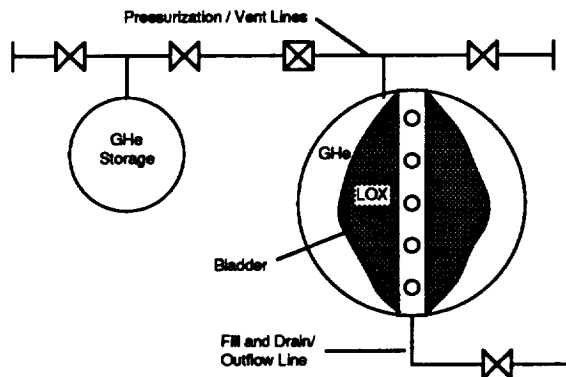 Pressurization / Vent Lines
GHe
Storage
GHe
LOX
Bladder
Fill and Drain/
Outflow Line